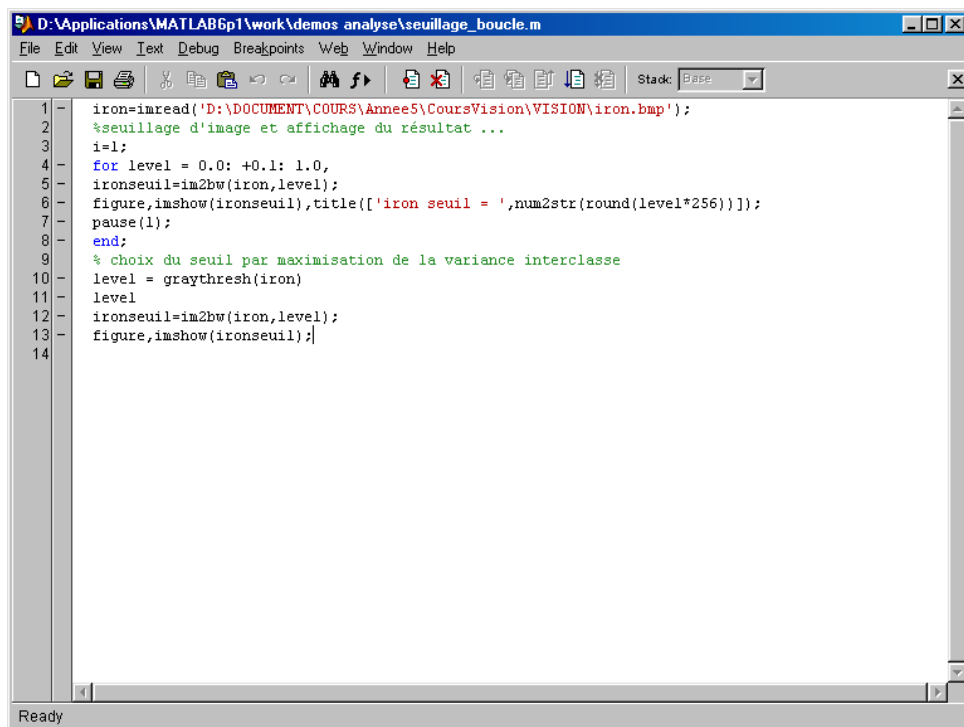 D:\Applications\MATLAB6p1\work\demos analyse\seuillage_boucle.m
File Edit View Text Debug Breakpoints Web Window Help
Stack: Base
1 - iron=imread('D:\DOCUMENT\COURS\Annee5\CoursVision\VISION\iron.bmp');
2 %seuillage d'image et affichage du résultat ...
3 i=1;
4 - for level = 0.0: +0.1: 1.0,
5 - ironseuil=im2bw(iron,level);
6 - figure,imshow(ironseuil),title(['iron seuil = ',num2str(round(level*256))]);
7 - pause(1);
8 - end;
9 % choix du seuil par maximisation de la variance interclasse
10 - level = graythresh(iron)
11 - level
12 - ironseuil=im2bw(iron,level);
13 - figure,imshow(ironseuil);
14
Ready